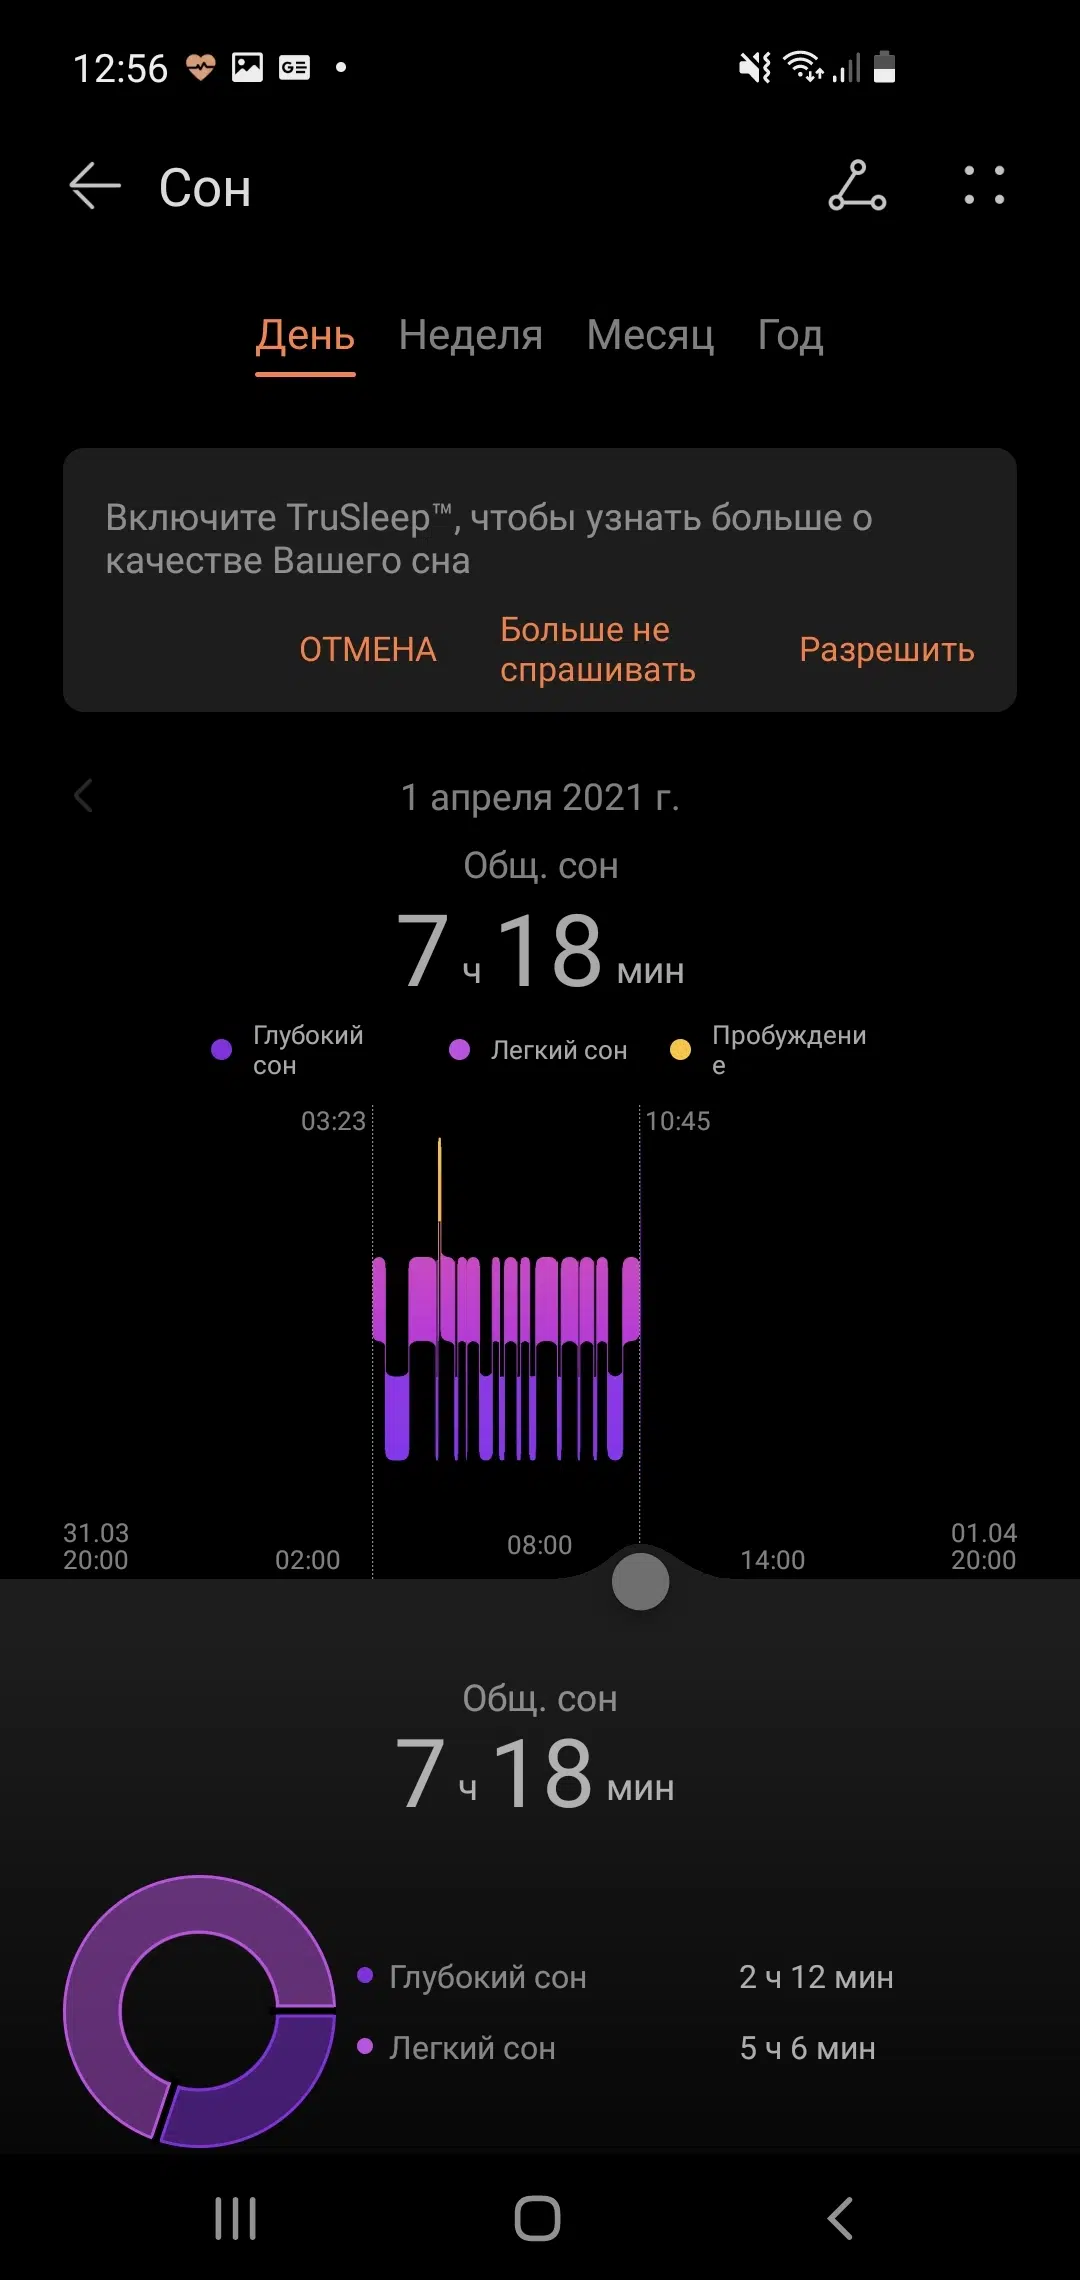 12:56
Сон
День Неделя Месяц Год
Включите TruSleep™, чтобы узнать больше о
качестве Вашего сна
ОТМЕНА
Больше не
спрашивать
Разрешить
1 апреля 2021 г.
Общ. сон
7 ч 18 мин
Глубокий
сон
Легкий сон
Пробуждени
е
03:23
10:45
31.03
20:00
02:00
08:00
14:00
01.04
20:00
Общ. сон
7 ч 18 мин
Глубокий сон 2 ч 12 мин
Легкий сон 5 ч 6 мин